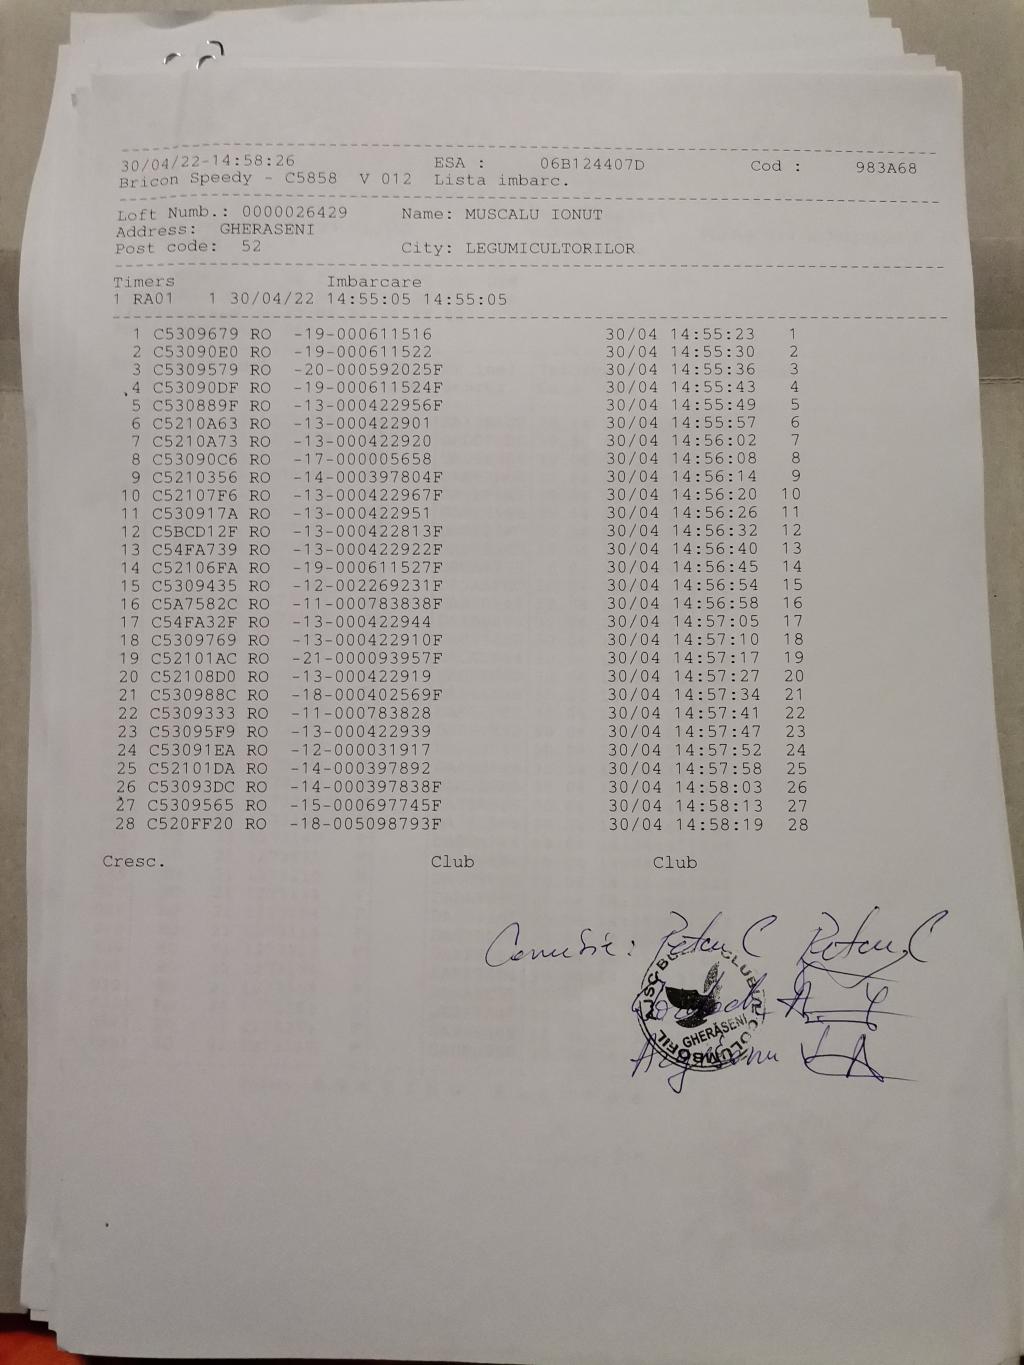 30/04/22-14:58:26 ESA : 06B124407D Cod : 983A68
Bricon Speedy - C5858 V 012 Lista imbarc.
Loft Numb.: 0000026429 Name: MUSCALU IONUT
Address: GHERASENI
Post code: 52 City: LEGUMICULTORILOR
Timers Imbarcare
1 RA01 1 30/04/22 14:55:05 14:55:05
1 C5309679 RO -19-000611516 30/04 14:55:23 1
2 C53090E0 RO -19-000611522 30/04 14:55:30 2
3 C5309579 RO -20-000592025F 30/04 14:55:36 3
4 C53090DF RO -19-000611524F 30/04 14:55:43 4
5 C530889F RO -13-000422956F 30/04 14:55:49 5
6 C5210A63 RO -13-000422901 30/04 14:55:57 6
7 C5210A73 RO -13-000422920 30/04 14:56:02 7
8 C53090C6 RO -17-000005658 30/04 14:56:08 8
9 C5210356 RO -14-000397804F 30/04 14:56:14 9
10 C52107F6 RO -13-000422967F 30/04 14:56:20 10
11 C530917A RO -13-000422951 30/04 14:56:26 11
12 C5BCD12F RO -13-000422813F 30/04 14:56:32 12
13 C54FA739 RO -13-000422922F 30/04 14:56:40 13
14 C52106FA RO -19-000611527F 30/04 14:56:45 14
15 C5309435 RO -12-002269231F 30/04 14:56:54 15
16 C5A7582C RO -11-000783838F 30/04 14:56:58 16
17 C54FA32F RO -13-000422944 30/04 14:57:05 17
18 C5309769 RO -13-000422910F 30/04 14:57:10 18
19 C52101AC RO -21-000093957F 30/04 14:57:17 19
20 C52108D0 RO -13-000422919 30/04 14:57:27 20
21 C530988C RO -18-000402569F 30/04 14:57:34 21
22 C5309333 RO -11-000783828 30/04 14:57:41 22
23 C53095F9 RO -13-000422939 30/04 14:57:47 23
24 C53091EA RO -12-000031917 30/04 14:57:52 24
25 C52101DA RO -14-000397892 30/04 14:57:58 25
26 C53093DC RO -14-000397838F 30/04 14:58:03 26
27 C5309565 RO -15-000697745F 30/04 14:58:13 27
28 C520FF20 RO -18-005098793F 30/04 14:58:19 28
Cresc. Club Club
GHERĂSENI